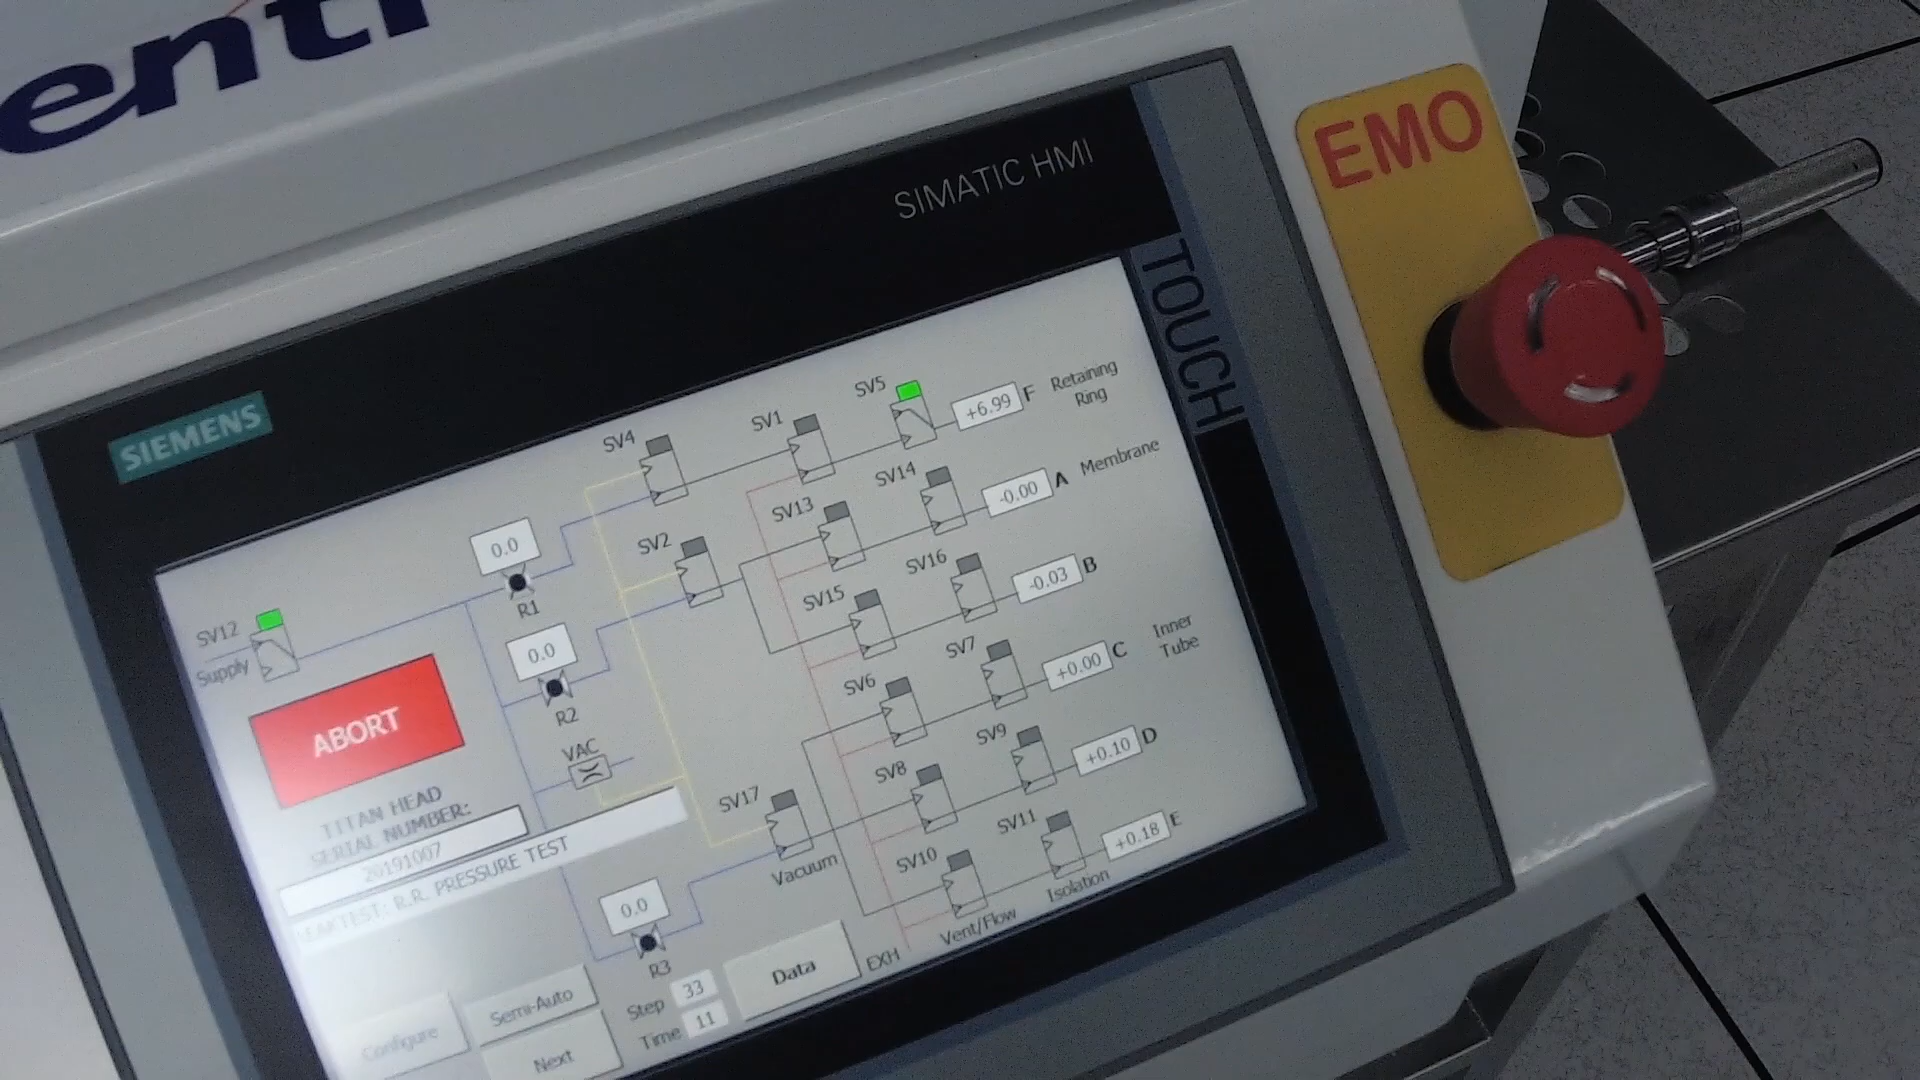 EMO
SIMATIC HMI
TOUCH
SIEMENS
SV5
+6.99 F Retaining
Ring
SV1
SV4
SV14
-0.00 A Membrane
SV13
SV2
0.0
R1
SV16
-0.03 B
SV15
SV12
Supply
0.0
R2
SV7
+0.00 C Inner
Tube
SV6
ABORT
VAC
SV9
+0.10 D
SV8
SV17
Vacuum
TITAN HEAD
SERIAL NUMBER:
20191007
LEAKTEST: R.R. PRESSURE TEST
SV11
+0.18 E
SV10
Isolation
Vent/Flow
EXH
0.0
R3
Data
Step 33
Time 11
Semi-Auto
Configure
Next